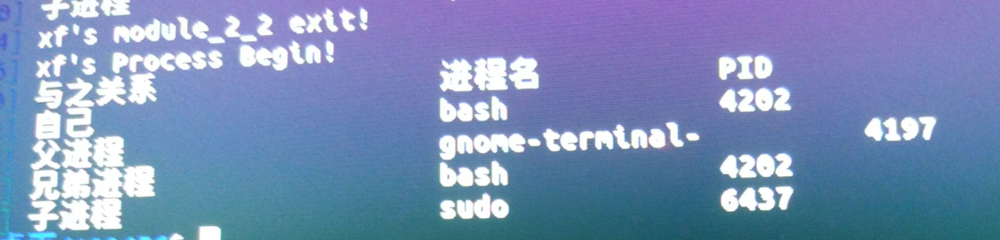 子进程
xf's module_2_2 exit!
xf's Process Begin!
与之关系 进程名 PID
自己 bash 4202
父进程 gnome-terminal- 4197
兄弟进程 bash 4202
子进程 sudo 6437